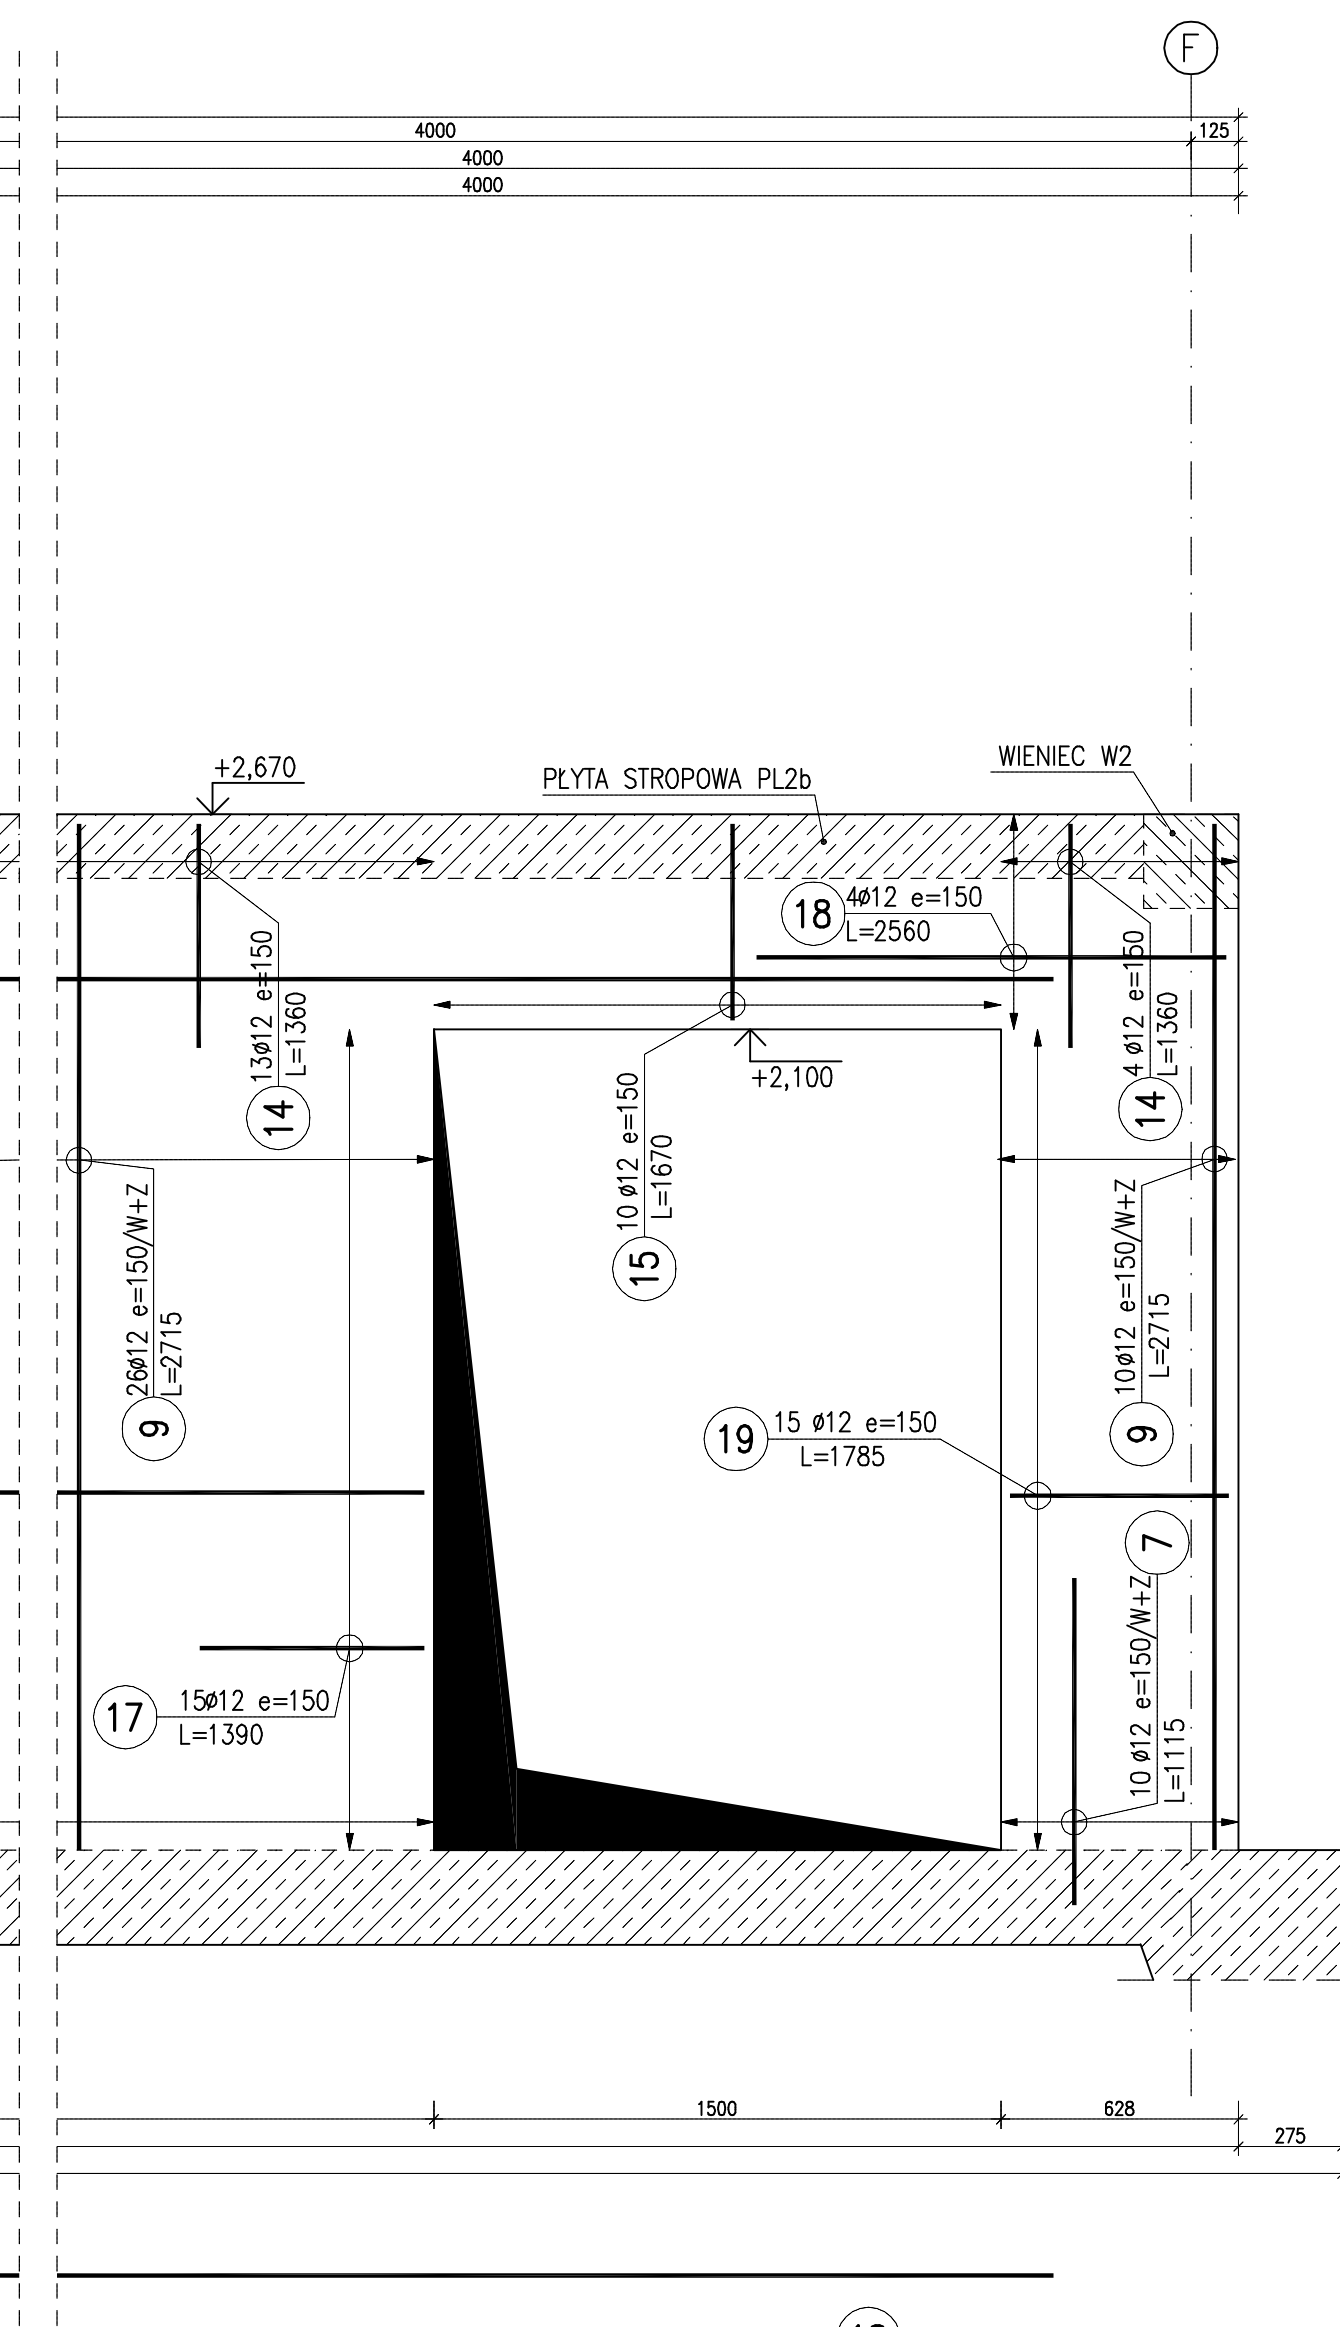 F
4000
125
4000
4000
+2,670
PŁYTA STROPOWA PL2b
WIENIEC W2
18
4ø12 e=150
L=2560
13ø12 e=150
L=1360
14
4 ø12 e=150
L=1360
14
+2,100
10 ø12 e=150
L=1670
15
26ø12 e=150/W+Z
L=2715
9
10ø12 e=150/W+Z
L=2715
9
19
15 ø12 e=150
L=1785
7
10 ø12 e=150/W+Z
L=1115
17
15ø12 e=150
L=1390
1500
628
275